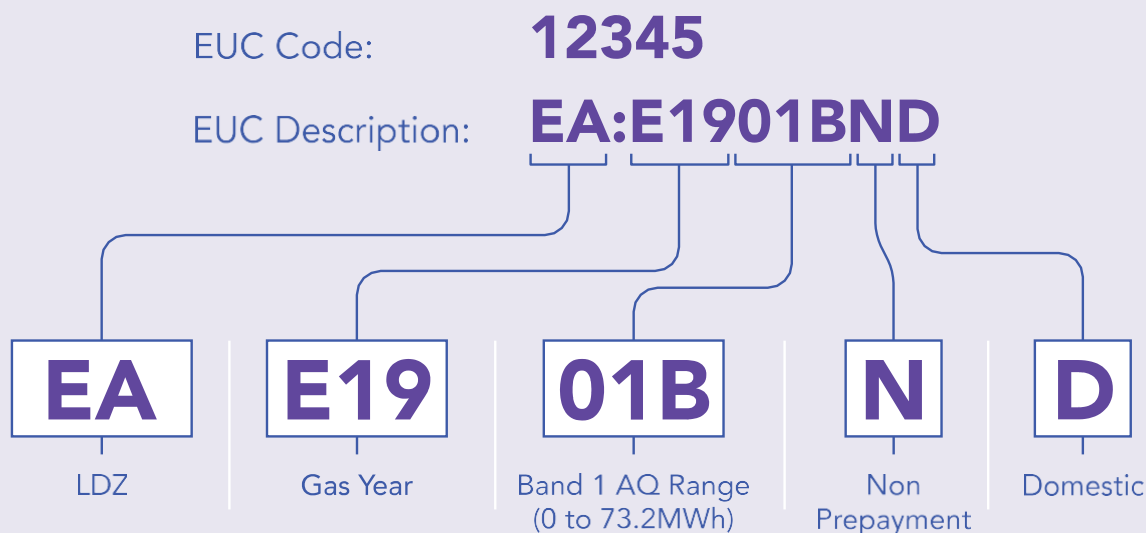 EUC Code: 12345
EUC Description: EA:E1901BND
EA E19 01B N D
LDZ Gas Year Band 1 AQ Range Non Domestic
(0 to 73.2MWh) Prepayment